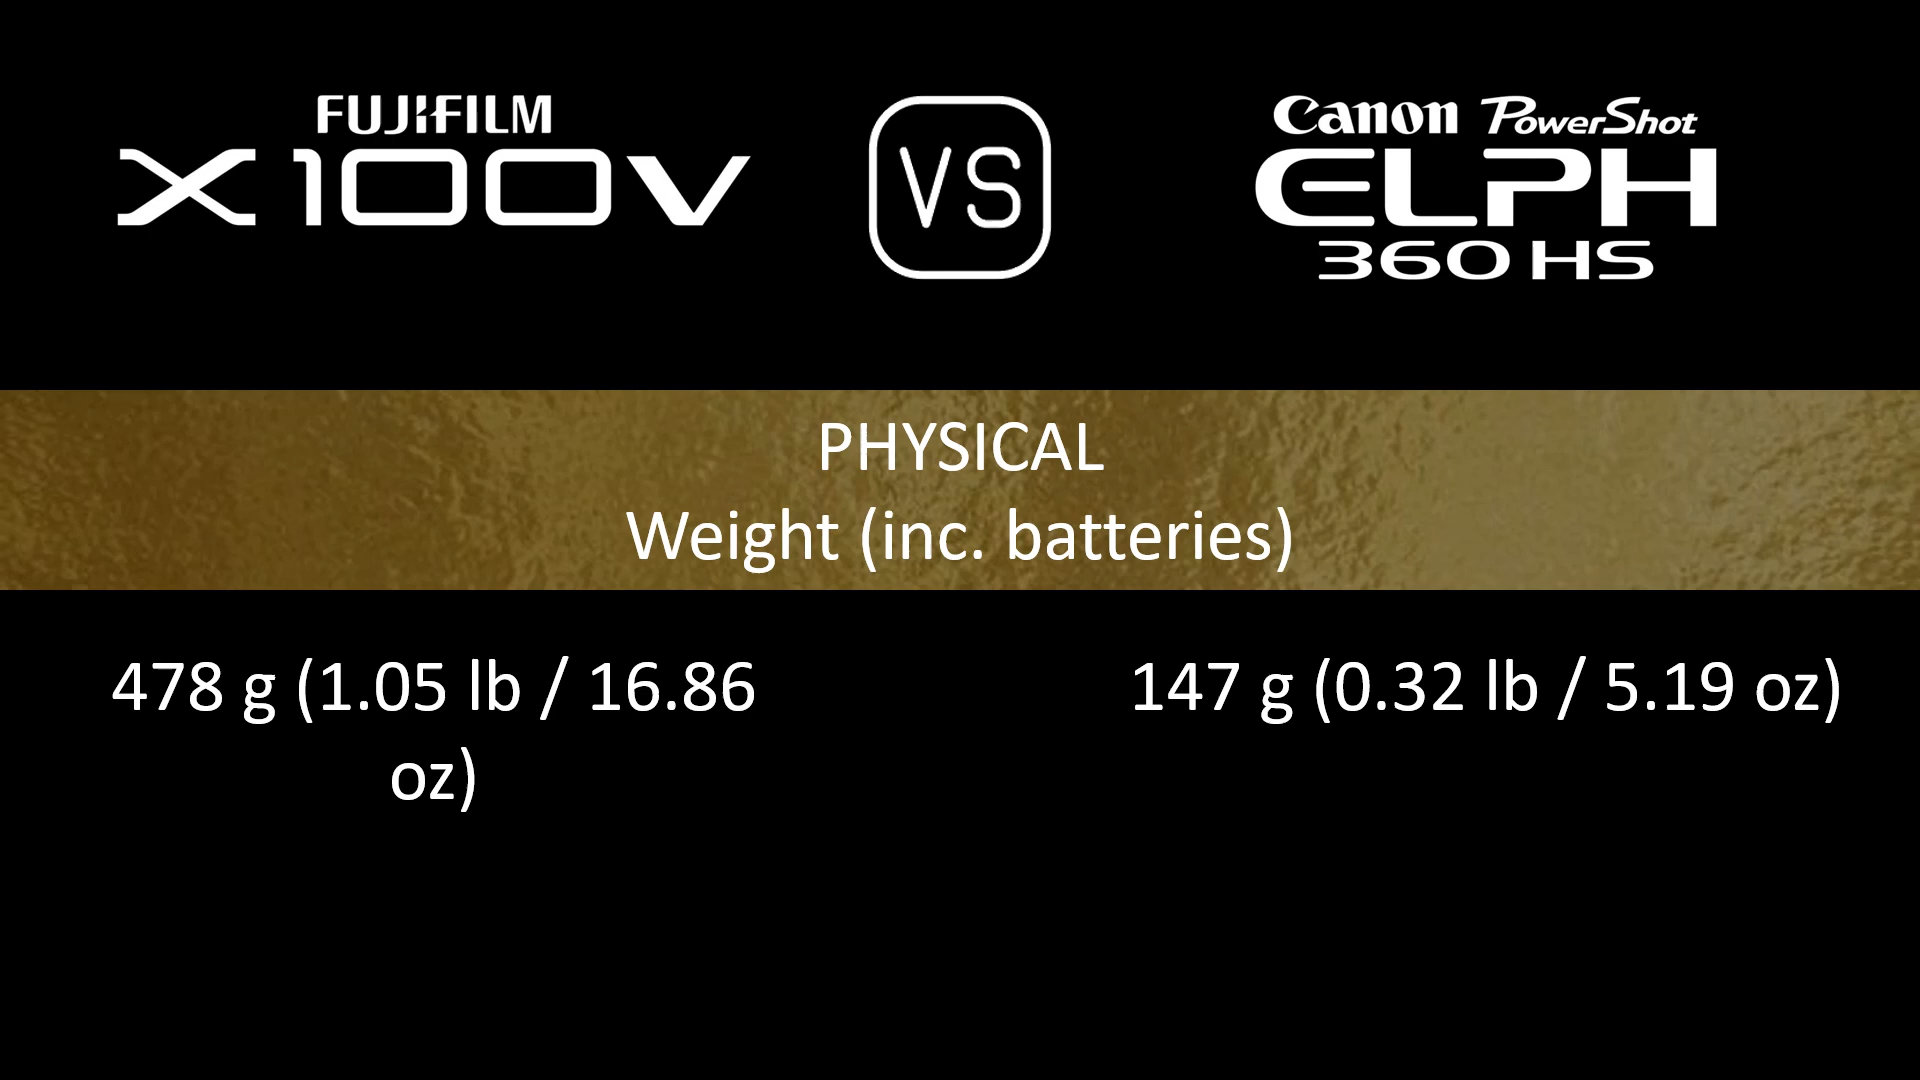 FUJIFILM
X100V
VS
Canon PowerShot
ELPH
360 HS
PHYSICAL
Weight (inc. batteries)
478 g (1.05 lb / 16.86
oz)
147 g (0.32 lb / 5.19 oz)